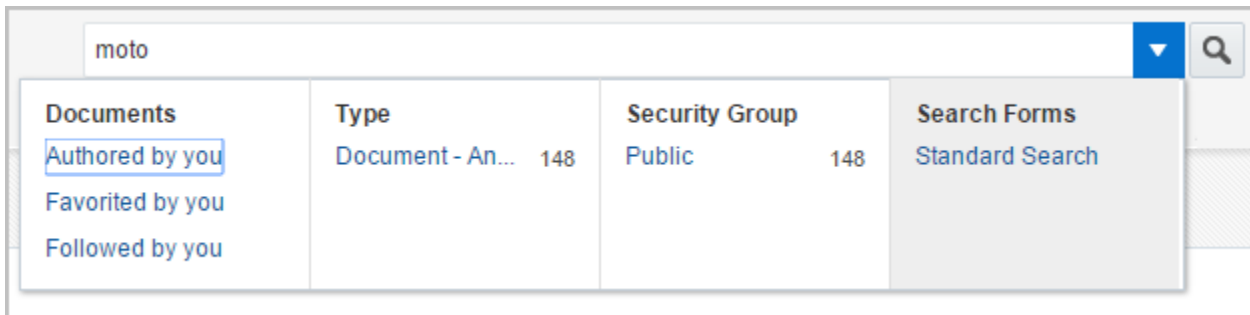 moto
Documents
Authored by you
Favorited by you
Followed by you
Type
Document - An... 148
Security Group
Public 148
Search Forms
Standard Search